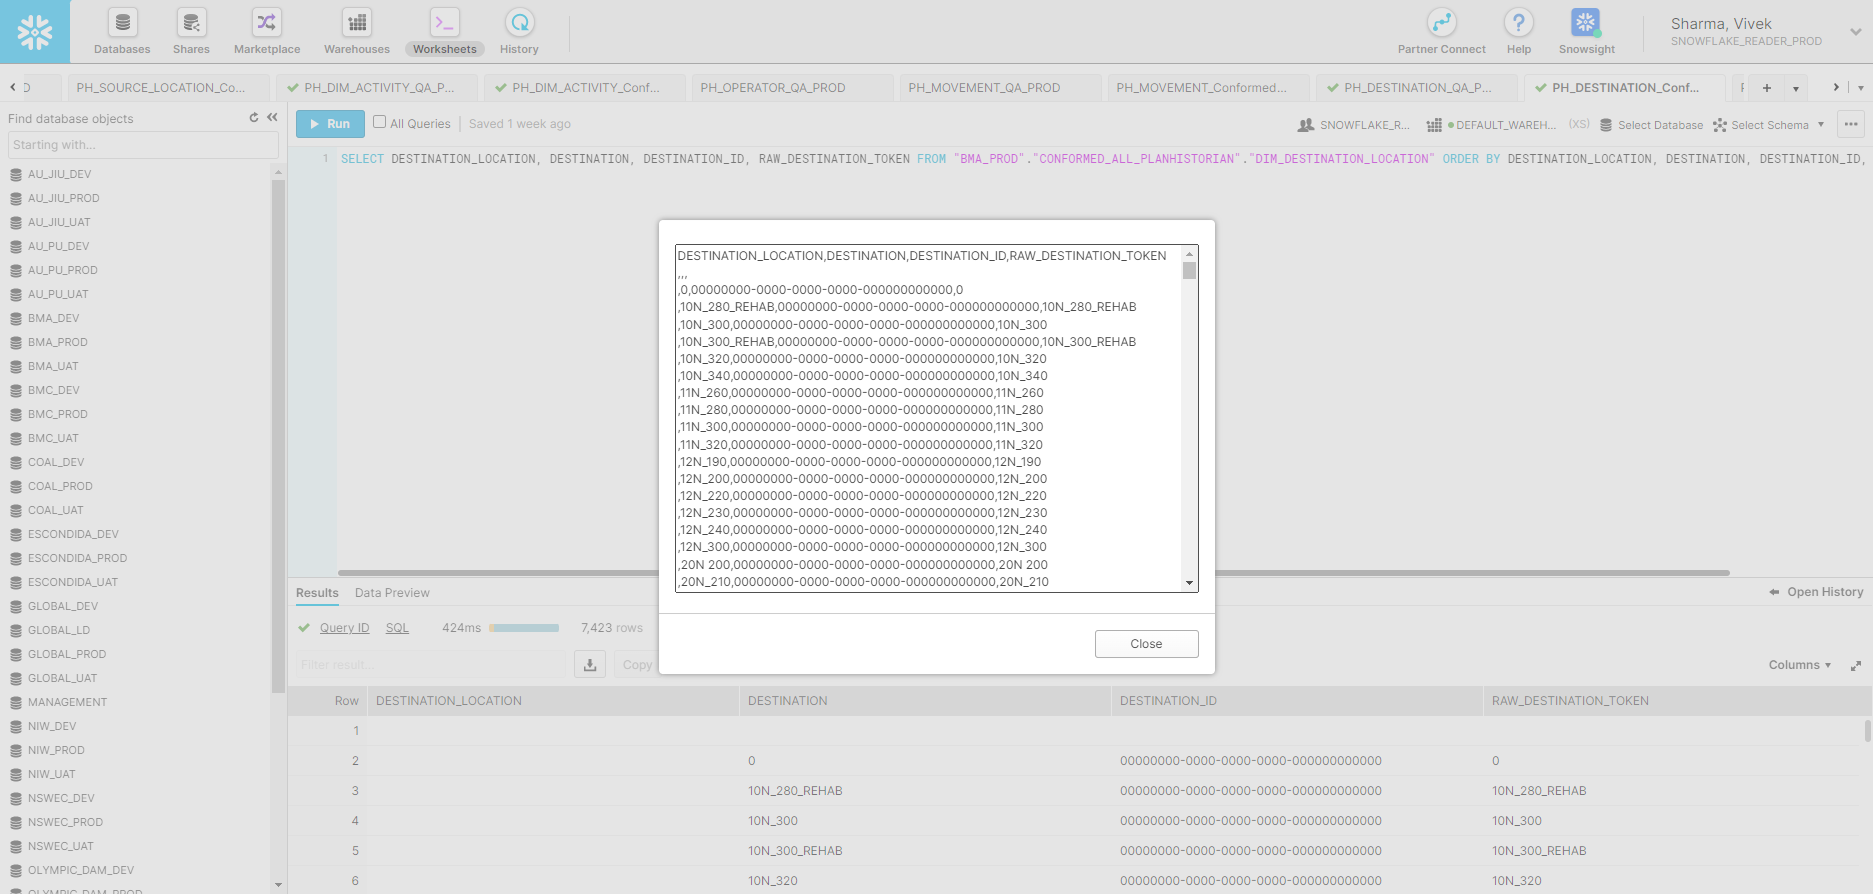 Databases
Shares
Marketplace
Warehouses
Worksheets
History
Partner Connect
Help
Snowsight
Sharma, Vivek
SNOWFLAKE_READER_PROD
PH_SOURCE_LOCATION_Co...
PH_DIM_ACTIVITY_QA_P...
PH_DIM_ACTIVITY_Conf...
PH_OPERATOR_QA_PROD
PH_MOVEMENT_QA_PROD
PH_MOVEMENT_Conformed...
PH_DESTINATION_QA_P...
PH_DESTINATION_Conf...
Find database objects
Starting with...
Run
All Queries
Saved 1 week ago
SNOWFLAKE_R...
DEFAULT_WAREH...
(XS)
Select Database
Select Schema
1 SELECT DESTINATION_LOCATION, DESTINATION, DESTINATION_ID, RAW_DESTINATION_TOKEN FROM "BMA_PROD"."CONFORMED_ALL_PLANHISTORIAN"."DIM_DESTINATION_LOCATION" ORDER BY DESTINATION_LOCATION, DESTINATION, DESTINATION_ID,
AU_JIU_DEV
AU_JIU_PROD
AU_JIU_UAT
AU_PU_DEV
AU_PU_PROD
AU_PU_UAT
BMA_DEV
BMA_PROD
BMA_UAT
BMC_DEV
BMC_PROD
BMC_UAT
COAL_DEV
COAL_PROD
COAL_UAT
ESCONDIDA_DEV
ESCONDIDA_PROD
ESCONDIDA_UAT
GLOBAL_DEV
GLOBAL_LD
GLOBAL_PROD
GLOBAL_UAT
MANAGEMENT
NIW_DEV
NIW_PROD
NIW_UAT
NSWEC_DEV
NSWEC_PROD
NSWEC_UAT
OLYMPIC_DAM_DEV
OLYMPIC_DAM_PROD
DESTINATION_LOCATION,DESTINATION,DESTINATION_ID,RAW_DESTINATION_TOKEN
,,,
,0,00000000-0000-0000-0000-000000000000,0
,10N_280_REHAB,00000000-0000-0000-0000-000000000000,10N_280_REHAB
,10N_300,00000000-0000-0000-0000-000000000000,10N_300
,10N_300_REHAB,00000000-0000-0000-0000-000000000000,10N_300_REHAB
,10N_320,00000000-0000-0000-0000-000000000000,10N_320
,10N_340,00000000-0000-0000-0000-000000000000,10N_340
,11N_260,00000000-0000-0000-0000-000000000000,11N_260
,11N_280,00000000-0000-0000-0000-000000000000,11N_280
,11N_300,00000000-0000-0000-0000-000000000000,11N_300
,11N_320,00000000-0000-0000-0000-000000000000,11N_320
,12N_190,00000000-0000-0000-0000-000000000000,12N_190
,12N_200,00000000-0000-0000-0000-000000000000,12N_200
,12N_220,00000000-0000-0000-0000-000000000000,12N_220
,12N_230,00000000-0000-0000-0000-000000000000,12N_230
,12N_240,00000000-0000-0000-0000-000000000000,12N_240
,12N_300,00000000-0000-0000-0000-000000000000,12N_300
,20N 200,00000000-0000-0000-0000-000000000000,20N 200
,20N_210,00000000-0000-0000-0000-000000000000,20N_210
Close
Results
Data Preview
Open History
Query ID
SQL
424ms
7,423 rows
Filter result...
Copy
Columns
Row DESTINATION_LOCATION DESTINATION DESTINATION_ID RAW_DESTINATION_TOKEN
1
2 0 00000000-0000-0000-0000-000000000000 0
3 10N_280_REHAB 00000000-0000-0000-0000-000000000000 10N_280_REHAB
4 10N_300 00000000-0000-0000-0000-000000000000 10N_300
5 10N_300_REHAB 00000000-0000-0000-0000-000000000000 10N_300_REHAB
6 10N_320 00000000-0000-0000-0000-000000000000 10N_320